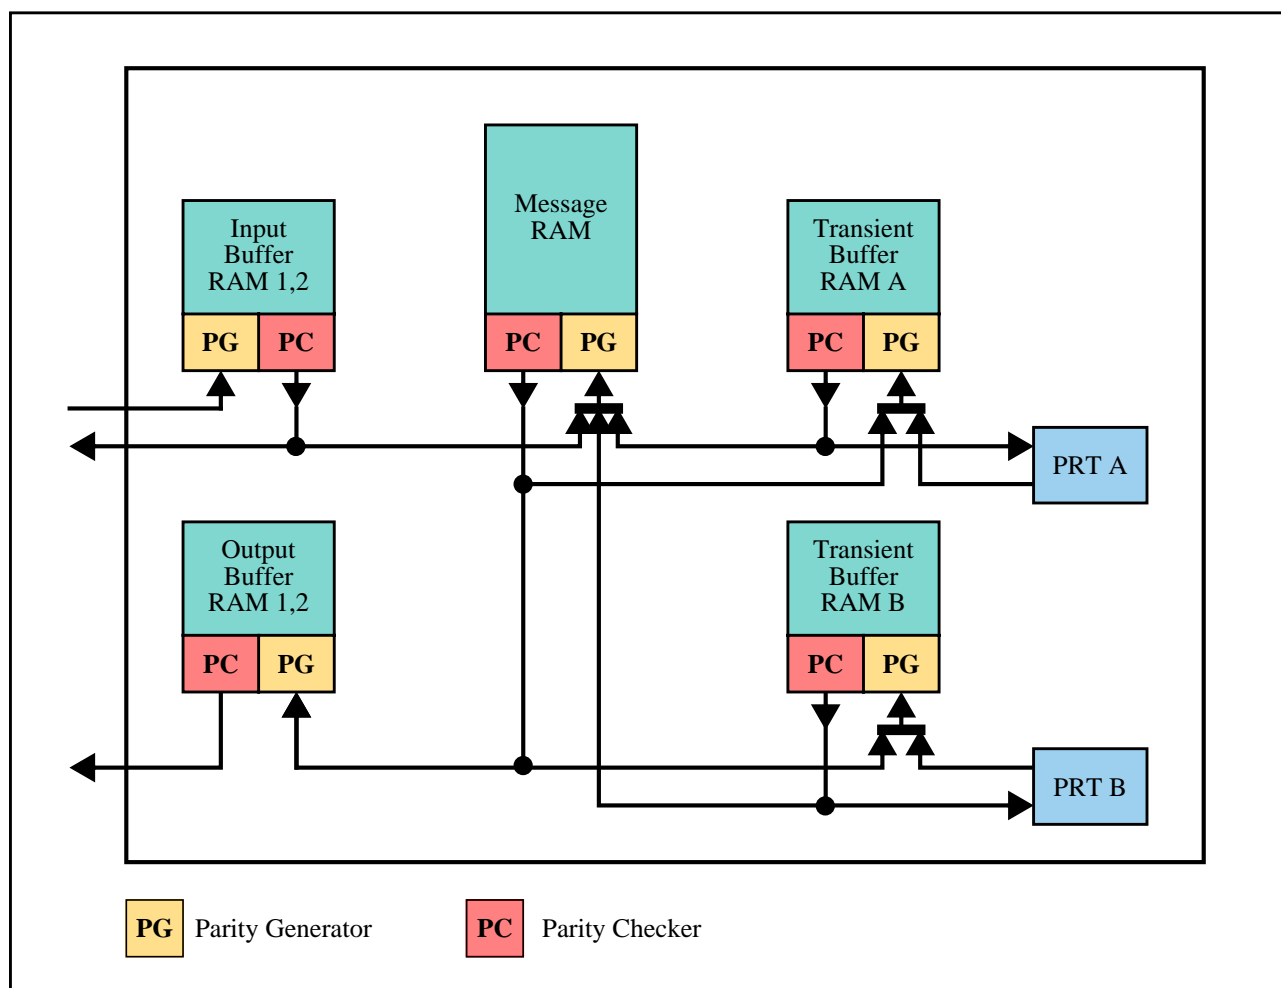 Message
RAM
Input
Buffer
RAM 1,2
Transient
Buffer
RAM A
PG
PC
PC
PG
PC
PG
PRT A
Output
Buffer
RAM 1,2
Transient
Buffer
RAM B
PC
PG
PC
PG
PRT B
PG Parity Generator
PC Parity Checker